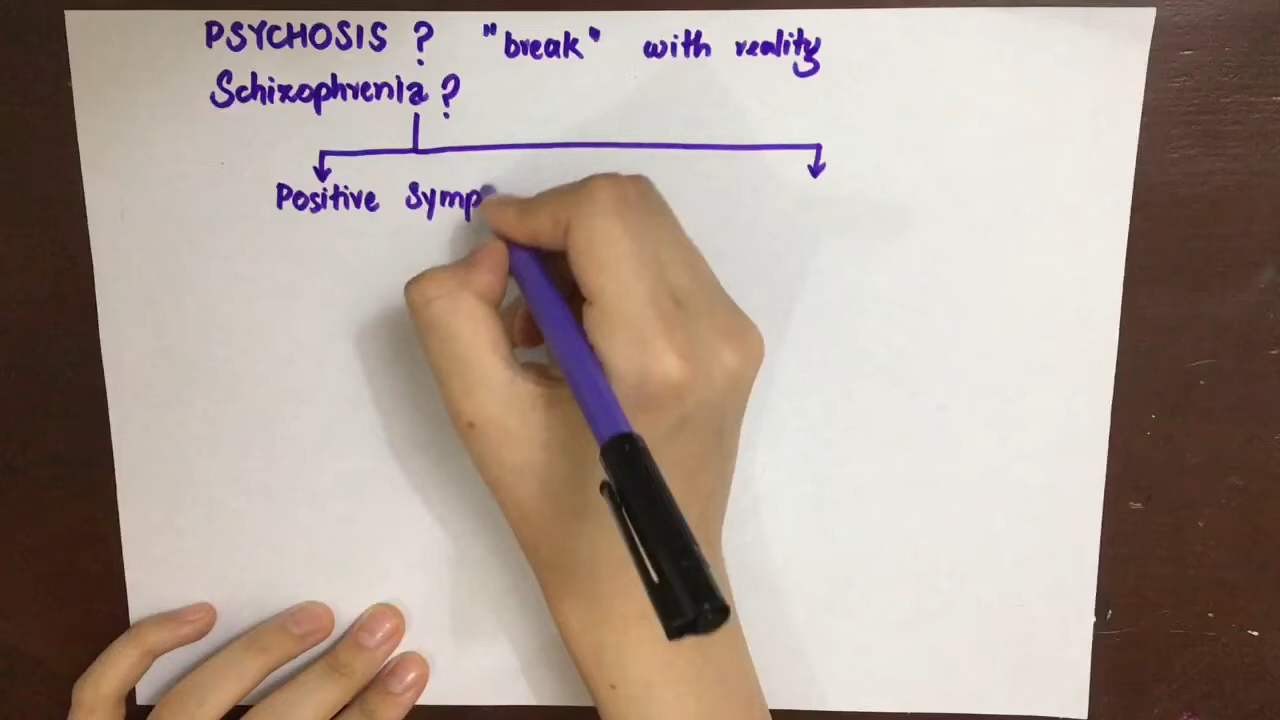 PSYCHOSIS ? "break" with reality
Schizophrenia ?
Positive Symp